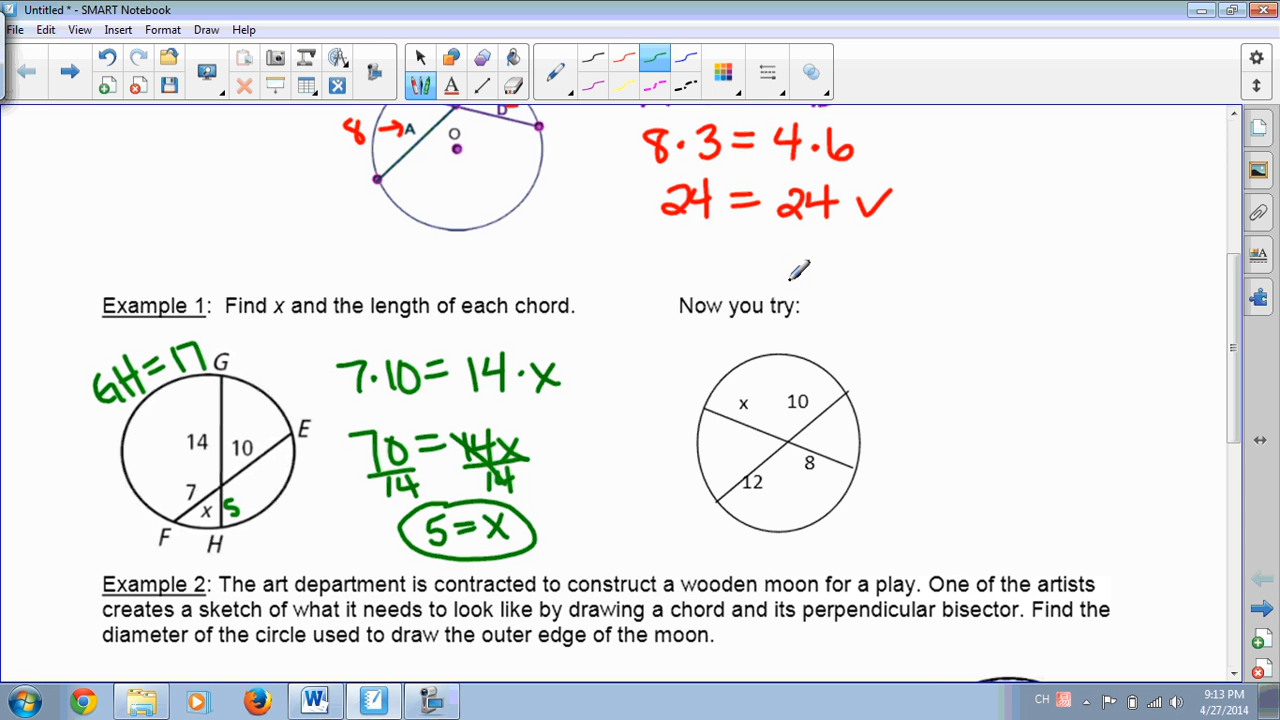 Untitled * - SMART Notebook
File Edit View Insert Format Draw Help
8 → A
D
O
8·3 = 4·6
24 = 24 ✓
Example 1: Find x and the length of each chord.
Now you try:
GH=17
G
E
14
10
7
x
5
F
H
7·10 = 14·x
70 = 14x
14 14
5 = x
x
10
8
12
Example 2: The art department is contracted to construct a wooden moon for a play. One of the artists
creates a sketch of what it needs to look like by drawing a chord and its perpendicular bisector. Find the
diameter of the circle used to draw the outer edge of the moon.
CH
9:13 PM
4/27/2014